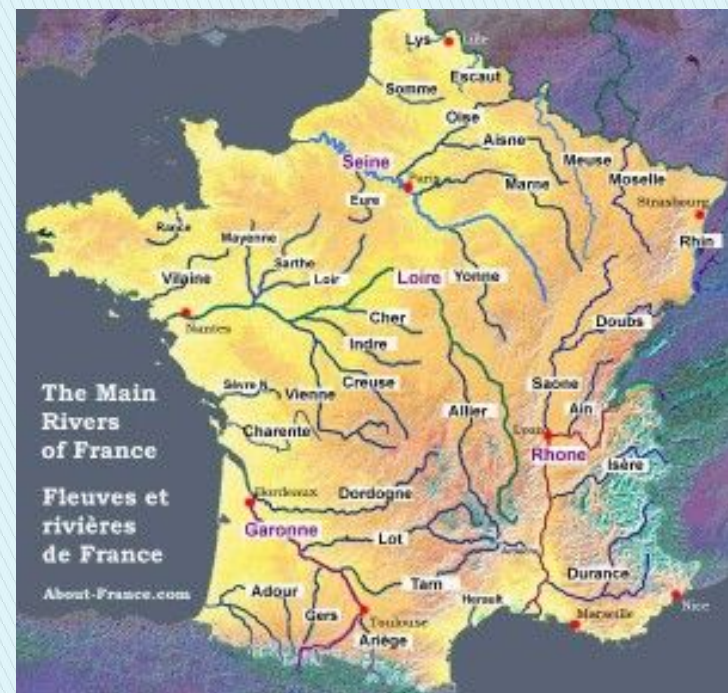 Lys
Lille
Escaut
Somme
Oise
Aisne
Seine
Paris
Marne
Meuse
Moselle
Strasbourg
Rhin
Eure
Rance
Mayenne
Sarthe
Loir
Vilaine
Loire
Yonne
Nantes
Cher
Indre
Doubs
Sèvre N
Vienne
Creuse
Allier
Saone
Ain
Charente
Lyon
Rhone
Isère
The Main
Rivers
of France
Fleuves et
rivières
de France
About-France.com
Bordeaux
Dordogne
Garonne
Lot
Tarn
Durance
Adour
Gers
Toulouse
Ariège
Herault
Marseille
Nice